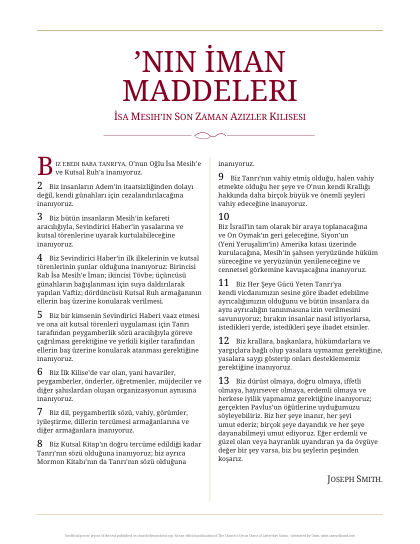 ’NIN İMAN
MADDELERI
İSA MESIH’IN SON ZAMAN AZIZLER KILISESI
BIZ EBEDI BABA TANRI’YA, O’nun Oğlu İsa Mesih’e
ve Kutsal Ruh’a inanıyoruz.
2 Biz insanların Adem’in itaatsizliğinden dolayı
değil, kendi günahları için cezalandırılacağına
inanıyoruz.
3 Biz bütün insanların Mesih’in kefareti
aracılığıyla, Sevindirici Haber’in yasalarına ve
kutsal törenlerine uyarak kurtulabileceğine
inanıyoruz.
4 Biz Sevindirici Haber’in ilk ilkelerinin ve kutsal
törenlerinin şunlar olduğuna inanıyoruz: Birincisi
Rab İsa Mesih’e İman; ikincisi Tövbe; üçüncüsü
günahların bağışlanması için suya daldırılarak
yapılan Vaftiz; dördüncüsü Kutsal Ruh armağanının
ellerin baş üzerine konularak verilmesi.
5 Biz bir kimsenin Sevindirici Haberi vaaz etmesi
ve ona ait kutsal törenleri uygulaması için Tanrı
tarafından peygamberlik sözü aracılığıyla göreve
çağrılması gerektiğine ve yetkili kişiler tarafından
ellerin baş üzerine konularak atanması gerektiğine
inanıyoruz.
6 Biz İlk Kilise’de var olan, yani havariler,
peygamberler, önderler, öğretmenler, müjdeciler ve
diğer şahıslardan oluşan organizasyonun aynısına
inanıyoruz.
7 Biz dil, peygamberlik sözü, vahiy, görümler,
iyileştirme, dillerin tercümesi armağanlarına ve
diğer armağanlara inanıyoruz.
8 Biz Kutsal Kitap’ın doğru tercüme edildiği kadar
Tanrı’nın sözü olduğuna inanıyoruz; biz ayrıca
Mormon Kitabı’nın da Tanrı’nın sözü olduğuna
inanıyoruz.
9 Biz Tanrı’nın vahiy etmiş olduğu, halen vahiy
etmekte olduğu her şeye ve O’nun kendi Krallığı
hakkında daha birçok büyük ve önemli şeyleri
vahiy edeceğine inanıyoruz.
10
Biz İsrail’in tam olarak bir araya toplanacağına
ve On Oymak’ın geri geleceğine, Siyon’un
(Yeni Yeruşalim’in) Amerika kıtası üzerinde
kurulacağına, Mesih’in şahsen yeryüzünde hüküm
süreceğine ve yeryüzünün yenileneceğine ve
cennetsel görkemine kavuşacağına inanıyoruz.
11 Biz Her Şeye Gücü Yeten Tanrı’ya
kendi vicdanımızın sesine göre ibadet edebilme
ayrıcalığımızın olduğunu ve bütün insanlara da
aynı ayrıcalığın tanınmasına izin verilmesini
savunuyoruz; bırakın insanlar nasıl istiyorlarsa,
istedikleri yerde, istedikleri şeye ibadet etsinler.
12 Biz krallara, başkanlara, hükümdarlara ve
yargıçlara bağlı olup yasalara uymamız gerektiğine,
yasalara saygı gösterip onları desteklememiz
gerektiğine inanıyoruz.
13 Biz dürüst olmaya, doğru olmaya, iffetli
olmaya, hayırsever olmaya, erdemli olmaya ve
herkese iyilik yapmamız gerektiğine inanıyoruz;
gerçekten Pavlus’un öğütlerine uyduğumuzu
söyleyebiliriz. Biz her şeye inanır, her şeyi
umut ederiz; birçok şeye dayandık ve her şeye
dayanabilmeyi umut ediyoruz. Eğer erdemli ve
güzel olan veya hayranlık uyandıran ya da övgüye
değer bir şey varsa, biz bu şeylerin peşinden
koşarız.
JOSEPH SMITH.